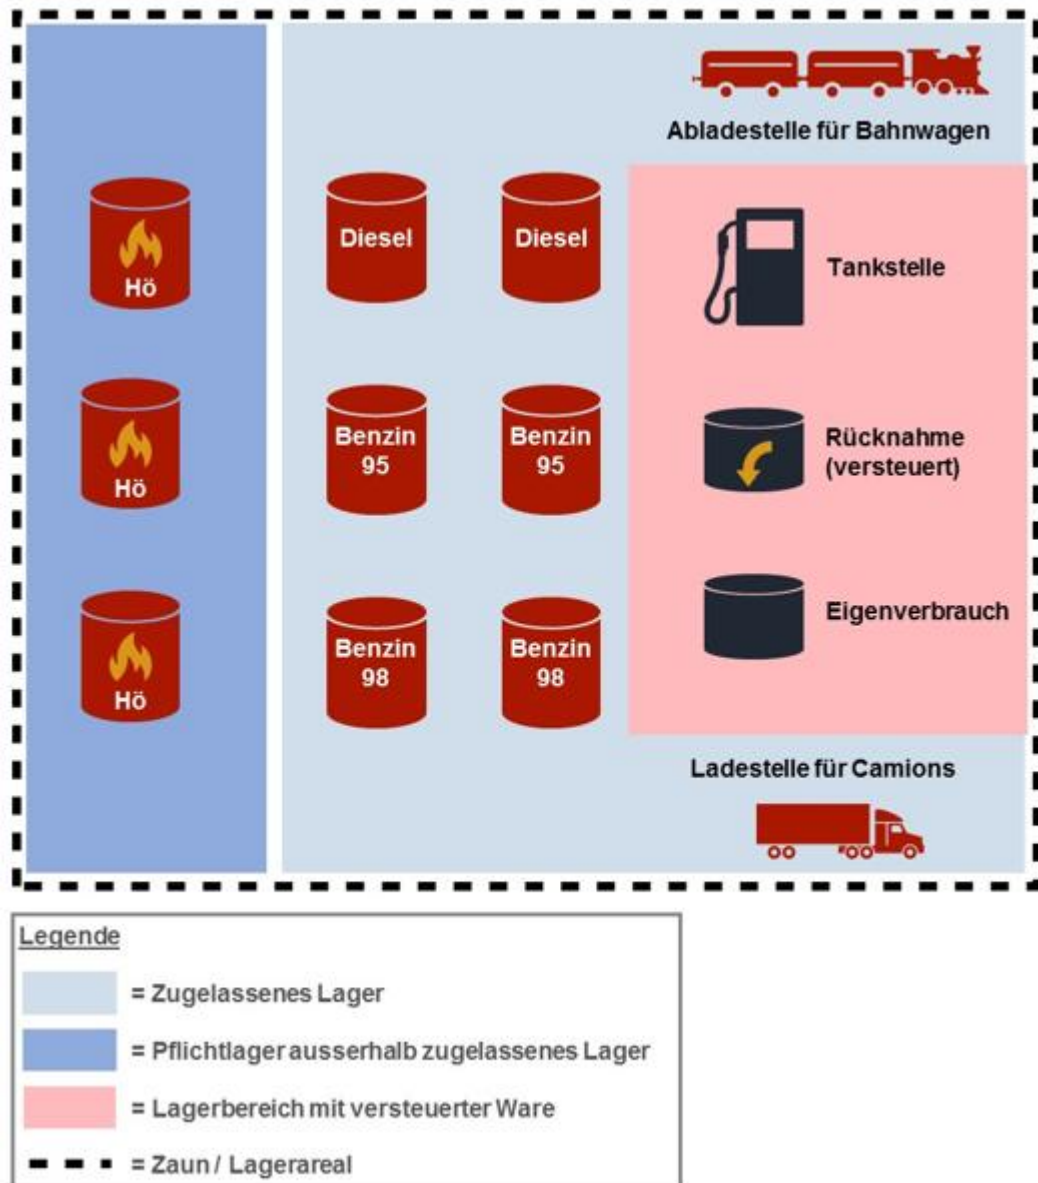 Abladestelle für Bahnwagen
Hö
Diesel
Diesel
Tankstelle
Hö
Benzin
95
Benzin
95
Rücknahme
(versteuert)
Hö
Benzin
98
Benzin
98
Eigenverbrauch
Ladestelle für Camions
Legende
= Zugelassenes Lager
= Pflichtlager ausserhalb zugelassenes Lager
= Lagerbereich mit versteuerter Ware
= Zaun / Lagerareal